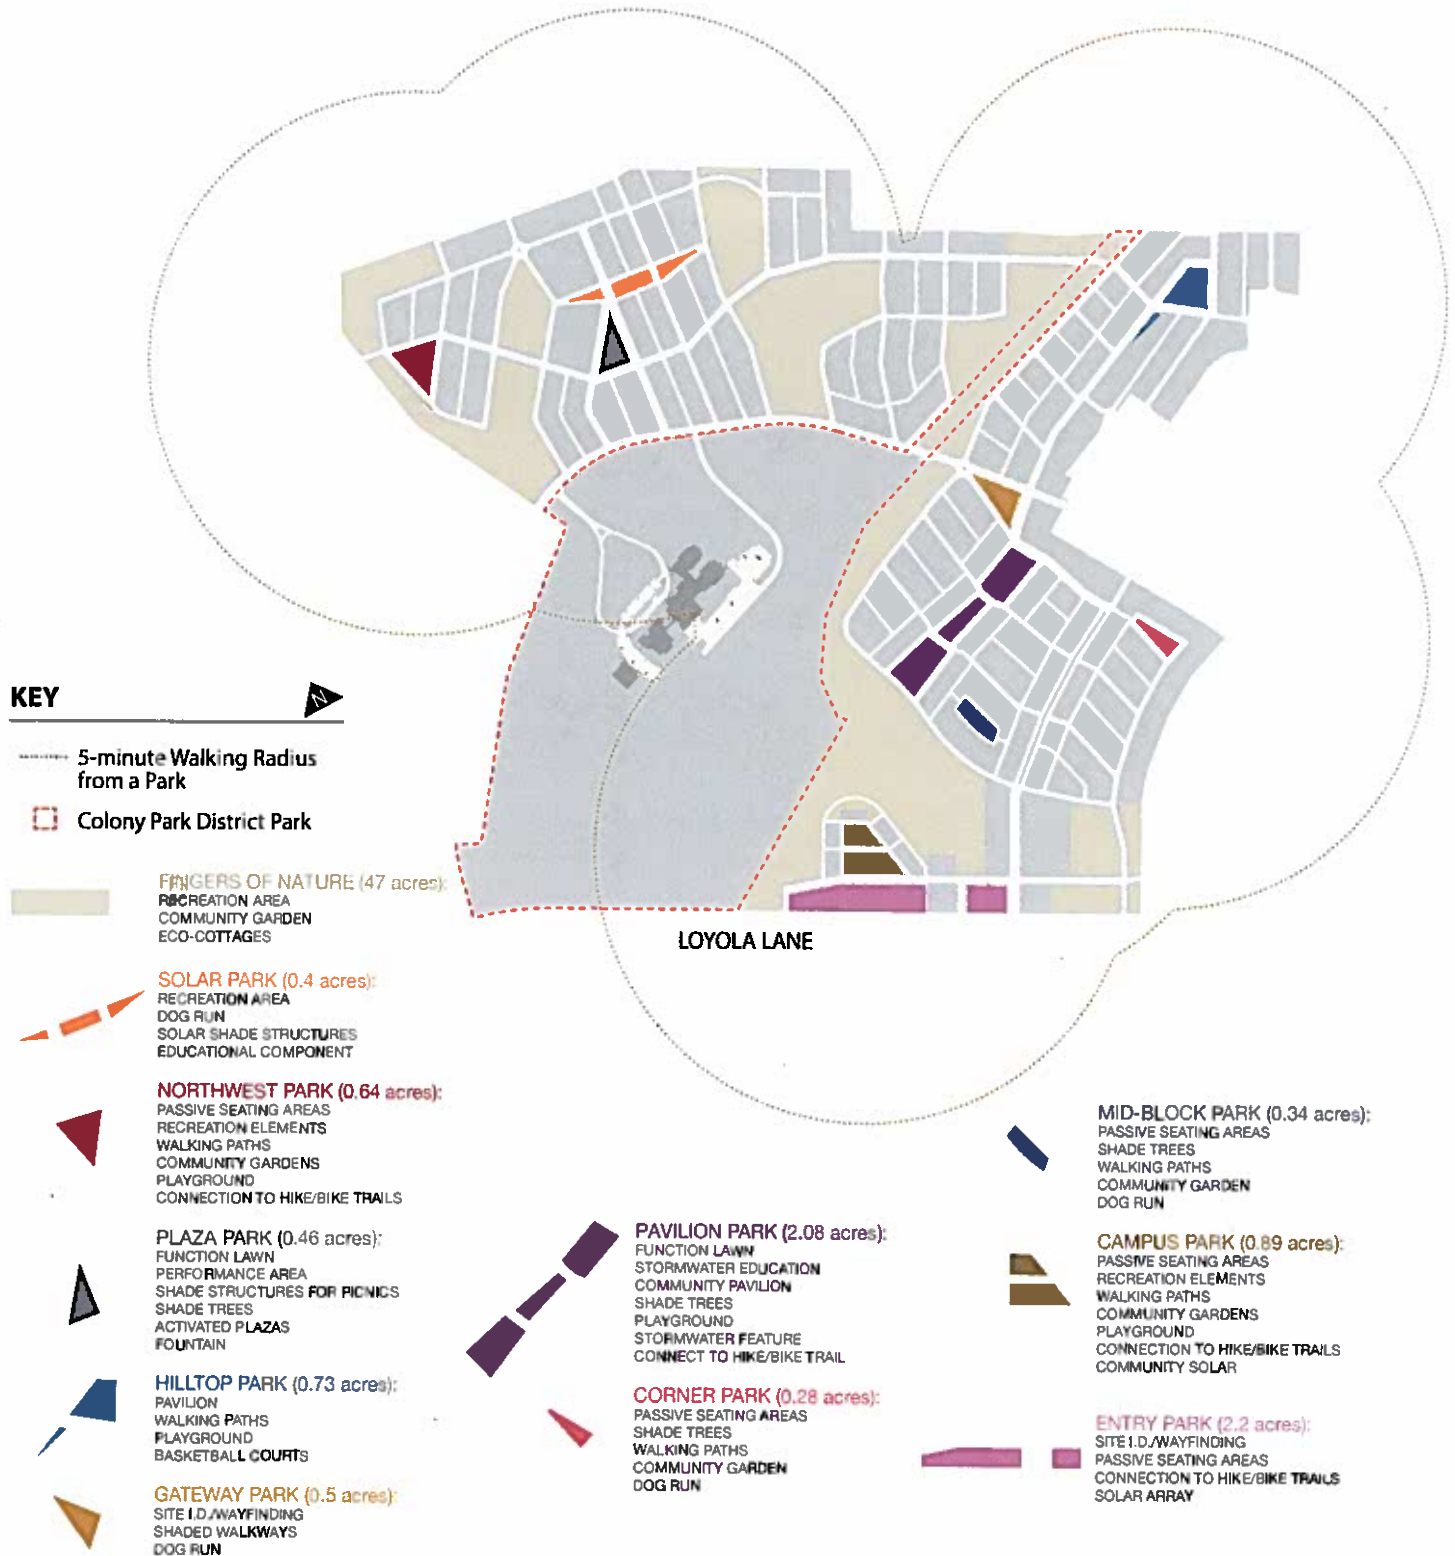 LOYOLA LANE
KEY
N
5-minute Walking Radius
from a Park
Colony Park District Park
FINGERS OF NATURE (47 acres):
RECREATION AREA
COMMUNITY GARDEN
ECO-COTTAGES
SOLAR PARK (0.4 acres):
RECREATION AREA
DOG RUN
SOLAR SHADE STRUCTURES
EDUCATIONAL COMPONENT
NORTHWEST PARK (0.64 acres):
PASSIVE SEATING AREAS
RECREATION ELEMENTS
WALKING PATHS
COMMUNITY GARDENS
PLAYGROUND
CONNECTION TO HIKE/BIKE TRAILS
PLAZA PARK (0.46 acres):
FUNCTION LAWN
PERFORMANCE AREA
SHADE STRUCTURES FOR PICNICS
SHADE TREES
ACTIVATED PLAZAS
FOUNTAIN
HILLTOP PARK (0.73 acres):
PAVILION
WALKING PATHS
PLAYGROUND
BASKETBALL COURTS
GATEWAY PARK (0.5 acres):
SITE I.D./WAYFINDING
SHADED WALKWAYS
DOG RUN
PAVILION PARK (2.08 acres):
FUNCTION LAWN
STORMWATER EDUCATION
COMMUNITY PAVILION
SHADE TREES
PLAYGROUND
STORMWATER FEATURE
CONNECT TO HIKE/BIKE TRAIL
CORNER PARK (0.28 acres):
PASSIVE SEATING AREAS
SHADE TREES
WALKING PATHS
COMMUNITY GARDEN
DOG RUN
MID-BLOCK PARK (0.34 acres):
PASSIVE SEATING AREAS
SHADE TREES
WALKING PATHS
COMMUNITY GARDEN
DOG RUN
CAMPUS PARK (0.89 acres):
PASSIVE SEATING AREAS
RECREATION ELEMENTS
WALKING PATHS
COMMUNITY GARDENS
PLAYGROUND
CONNECTION TO HIKE/BIKE TRAILS
COMMUNITY SOLAR
ENTRY PARK (2.2 acres):
SITE I.D./WAYFINDING
PASSIVE SEATING AREAS
CONNECTION TO HIKE/BIKE TRAILS
SOLAR ARRAY